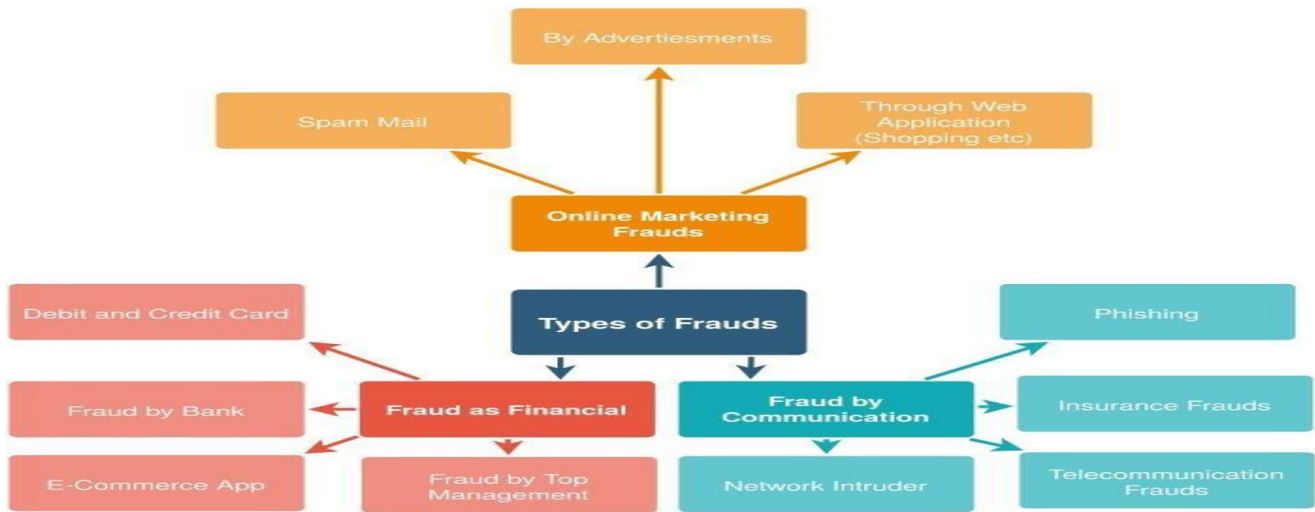 By Advertiesments
Spam Mail
Through Web
Application
(Shopping etc)
Online Marketing
Frauds
Types of Frauds
Debit and Credit Card
Phishing
Fraud by Bank
Fraud as Financial
Fraud by
Communication
Insurance Frauds
E-Commerce App
Fraud by Top
Management
Network Intruder
Telecommunication
Frauds